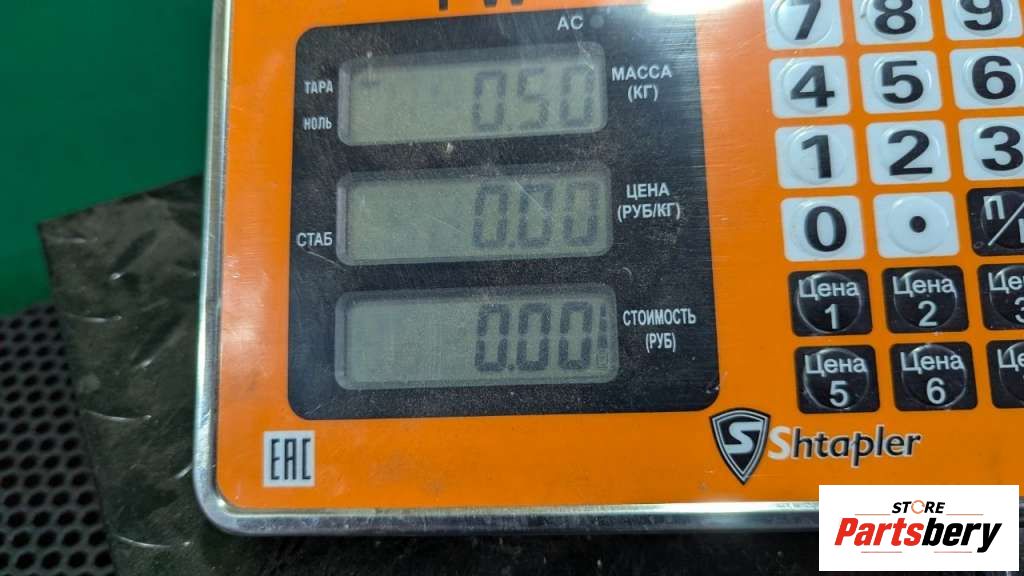 AC
ТАРА
НОЛЬ
0.50
МАССА
(КГ)
СТАБ
0.00
ЦЕНА
(РУБ/КГ)
0.00
СТОИМОСТЬ
(РУБ)
7 8 9
4 5 6
1 2 3
0 •
Цена Цена
1 2 3
Цена Цена
5 6
EAC
Shtapler
STORE
Partsbery